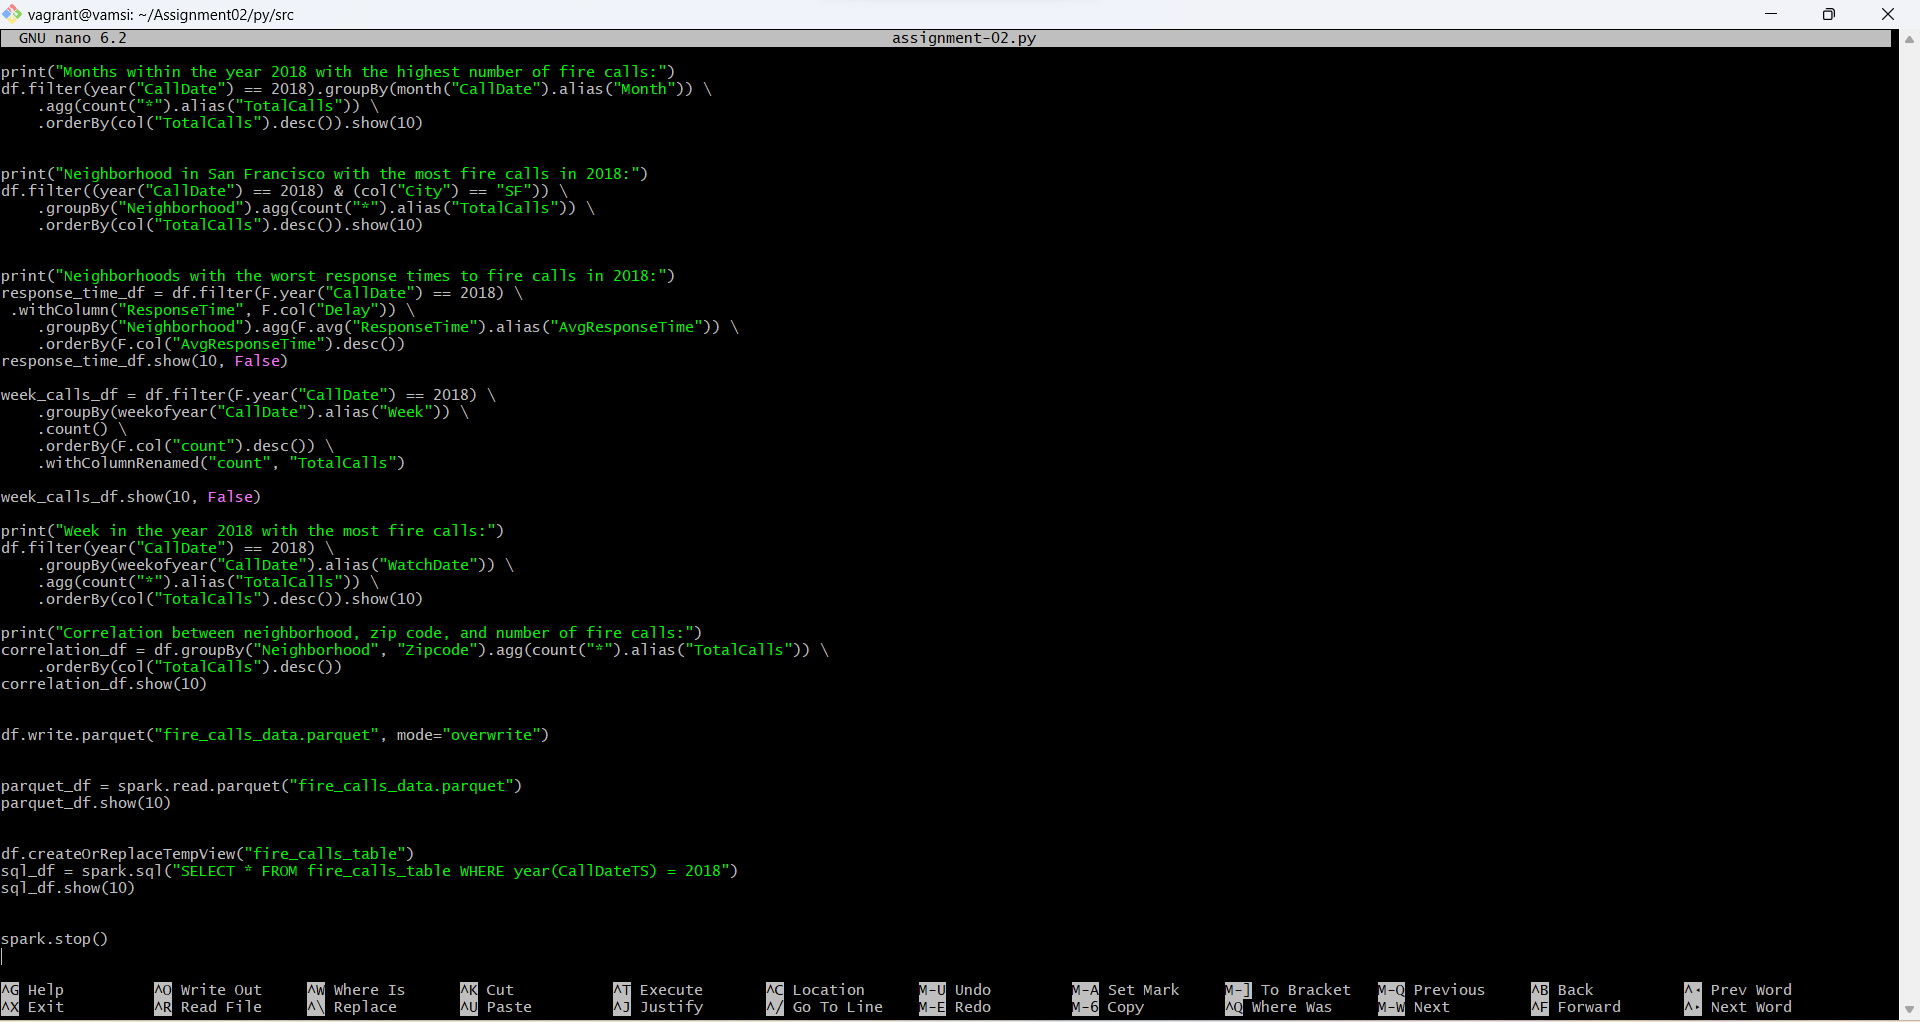 vagrant@vamsi: ~/Assignment02/py/src
GNU nano 6.2 assignment-02.py
print("Months within the year 2018 with the highest number of fire calls:")
df.filter(year("CallDate") == 2018).groupBy(month("CallDate").alias("Month")) \
    .agg(count("*").alias("TotalCalls")) \
    .orderBy(col("TotalCalls").desc()).show(10)
print("Neighborhood in San Francisco with the most fire calls in 2018:")
df.filter((year("CallDate") == 2018) & (col("City") == "SF")) \
    .groupBy("Neighborhood").agg(count("*").alias("TotalCalls")) \
    .orderBy(col("TotalCalls").desc()).show(10)
print("Neighborhoods with the worst response times to fire calls in 2018:")
response_time_df = df.filter(F.year("CallDate") == 2018) \
 .withColumn("ResponseTime", F.col("Delay")) \
    .groupBy("Neighborhood").agg(F.avg("ResponseTime").alias("AvgResponseTime")) \
    .orderBy(F.col("AvgResponseTime").desc())
response_time_df.show(10, False)
week_calls_df = df.filter(F.year("CallDate") == 2018) \
    .groupBy(weekofyear("CallDate").alias("Week")) \
    .count() \
    .orderBy(F.col("count").desc()) \
    .withColumnRenamed("count", "TotalCalls")
week_calls_df.show(10, False)
print("Week in the year 2018 with the most fire calls:")
df.filter(year("CallDate") == 2018) \
    .groupBy(weekofyear("CallDate").alias("WatchDate")) \
    .agg(count("*").alias("TotalCalls")) \
    .orderBy(col("TotalCalls").desc()).show(10)
print("Correlation between neighborhood, zip code, and number of fire calls:")
correlation_df = df.groupBy("Neighborhood", "Zipcode").agg(count("*").alias("TotalCalls")) \
    .orderBy(col("TotalCalls").desc())
correlation_df.show(10)
df.write.parquet("fire_calls_data.parquet", mode="overwrite")
parquet_df = spark.read.parquet("fire_calls_data.parquet")
parquet_df.show(10)
df.createOrReplaceTempView("fire_calls_table")
sql_df = spark.sql("SELECT * FROM fire_calls_table WHERE year(CallDateTS) = 2018")
sql_df.show(10)
spark.stop()
^G Help ^O Write Out ^W Where Is ^K Cut ^T Execute ^C Location M-U Undo M-A Set Mark M-] To Bracket M-Q Previous ^B Back ^◂ Prev Word
^X Exit ^R Read File ^\ Replace ^U Paste ^J Justify ^/ Go To Line M-E Redo M-6 Copy ^Q Where Was M-W Next ^F Forward ^▸ Next Word